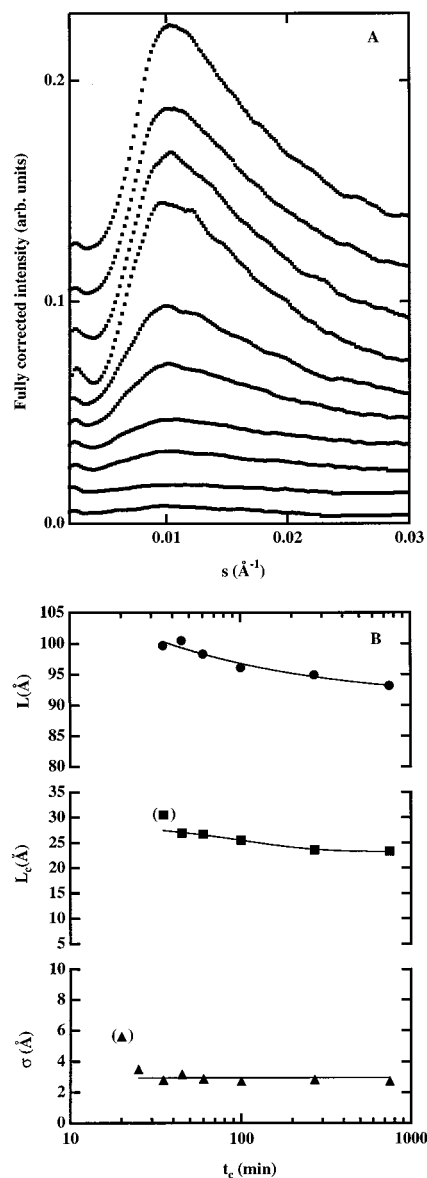 A
0.2
0.1
0.0
Fully corrected intensity (arb. units)
0.01 0.02 0.03
s (Å⁻¹)
B
105
100
95
90
85
80
L(Å)
35
30
25
20
15
10
5
L_c(Å)
( )
10
8
6
4
2
0
σ (Å)
( )
10 100 1000
t_c (min)